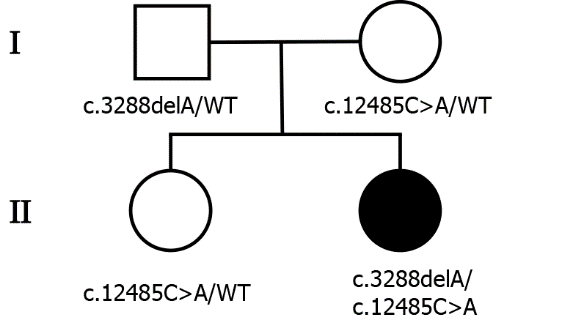 I
c.3288delA/WT
c.12485C>A/WT
II
c.12485C>A/WT
c.3288delA/
c.12485C>A